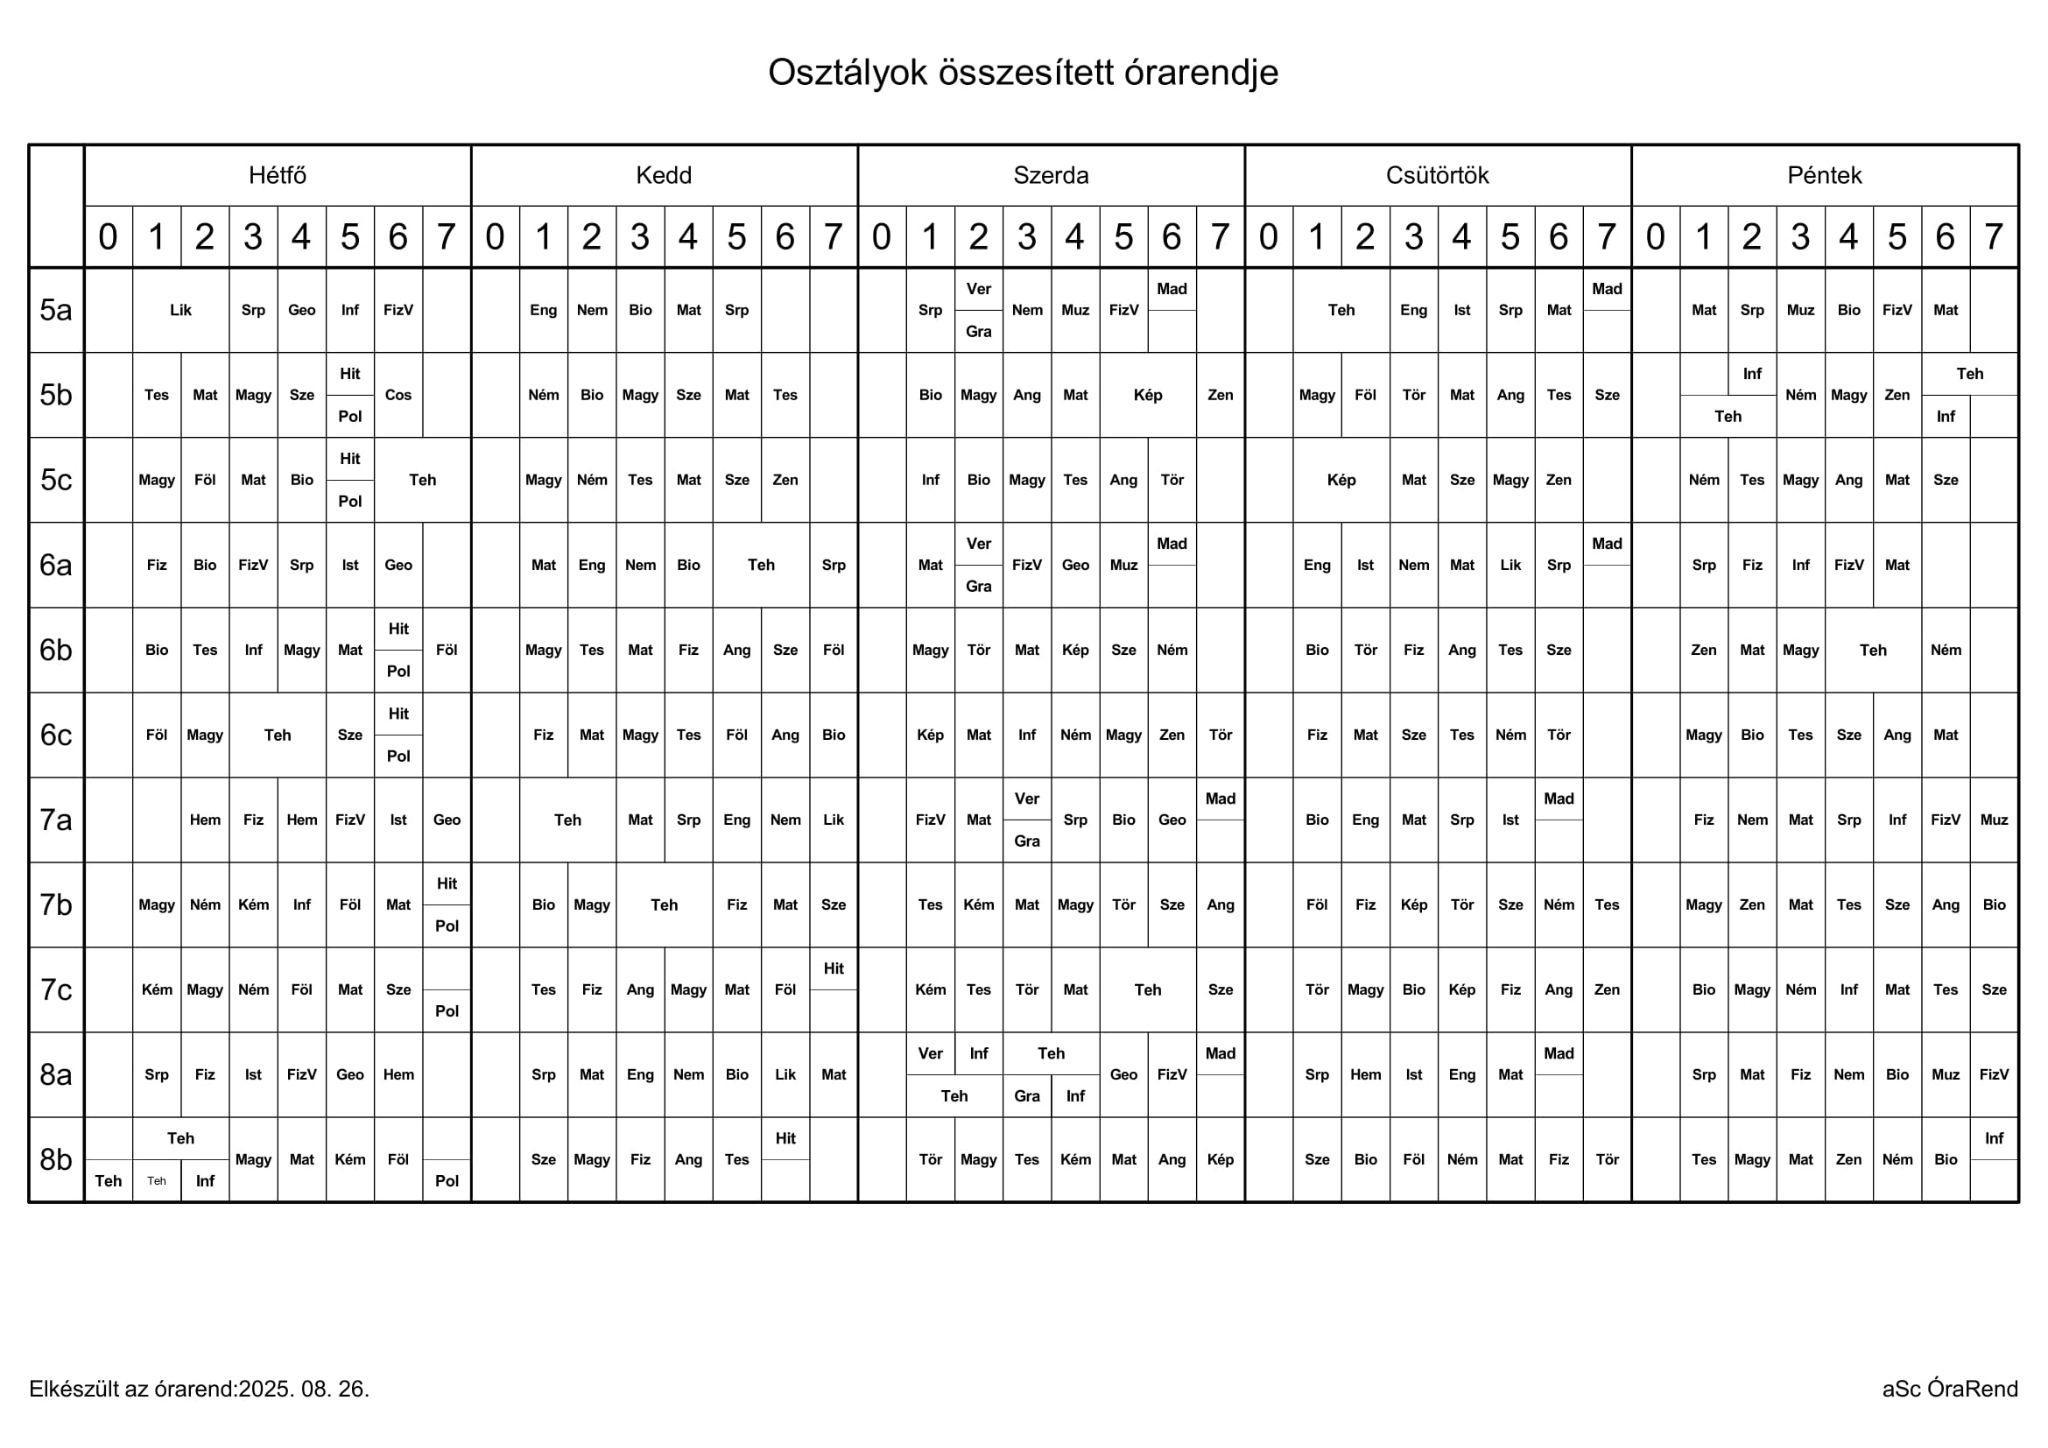 Osztályok összesített órarendje
Hétfő Kedd Szerda Csütörtök Péntek
0 1 2 3 4 5 6 7 0 1 2 3 4 5 6 7 0 1 2 3 4 5 6 7 0 1 2 3 4 5 6 7 0 1 2 3 4 5 6 7
Ver Mad Mad
5a Lik Srp Geo Inf FizV Eng Nem Bio Mat Srp Srp Nem Muz FizV Teh Eng Ist Srp Mat Mat Srp Muz Bio FizV Mat
Gra
Hit Inf Teh
5b Tes Mat Magy Sze Cos Ném Bio Magy Sze Mat Tes Bio Magy Ang Mat Kép Zen Magy Föl Tör Mat Ang Tes Sze Ném Magy Zen
Pol Teh Inf
Hit
5c Magy Föl Mat Bio Teh Magy Ném Tes Mat Sze Zen Inf Bio Magy Tes Ang Tör Kép Mat Sze Magy Zen Ném Tes Magy Ang Mat Sze
Pol
Ver Mad Mad
6a Fiz Bio FizV Srp Ist Geo Mat Eng Nem Bio Teh Srp Mat FizV Geo Muz Eng Ist Nem Mat Lik Srp Srp Fiz Inf FizV Mat
Gra
Hit
6b Bio Tes Inf Magy Mat Föl Magy Tes Mat Fiz Ang Sze Föl Magy Tör Mat Kép Sze Ném Bio Tör Fiz Ang Tes Sze Zen Mat Magy Teh Ném
Pol
Hit
6c Föl Magy Teh Sze Fiz Mat Magy Tes Föl Ang Bio Kép Mat Inf Ném Magy Zen Tör Fiz Mat Sze Tes Ném Tör Magy Bio Tes Sze Ang Mat
Pol
Ver Mad Mad
7a Hem Fiz Hem FizV Ist Geo Teh Mat Srp Eng Nem Lik FizV Mat Srp Bio Geo Bio Eng Mat Srp Ist Fiz Nem Mat Srp Inf FizV Muz
Gra
Hit
7b Magy Ném Kém Inf Föl Mat Bio Magy Teh Fiz Mat Sze Tes Kém Mat Magy Tör Sze Ang Föl Fiz Kép Tör Sze Ném Tes Magy Zen Mat Tes Sze Ang Bio
Pol
Hit
7c Kém Magy Ném Föl Mat Sze Tes Fiz Ang Magy Mat Föl Kém Tes Tör Mat Teh Sze Tör Magy Bio Kép Fiz Ang Zen Bio Magy Ném Inf Mat Tes Sze
Pol
Ver Inf Teh Mad Mad
8a Srp Fiz Ist FizV Geo Hem Srp Mat Eng Nem Bio Lik Mat Geo FizV Srp Hem Ist Eng Mat Srp Mat Fiz Nem Bio Muz FizV
Teh Gra Inf
Teh Hit Inf
8b Magy Mat Kém Föl Sze Magy Fiz Ang Tes Tör Magy Tes Kém Mat Ang Kép Sze Bio Föl Ném Mat Fiz Tör Tes Magy Mat Zen Ném Bio
Teh Teh Inf Pol
Elkészült az órarend:2025. 08. 26. aSc ÓraRend